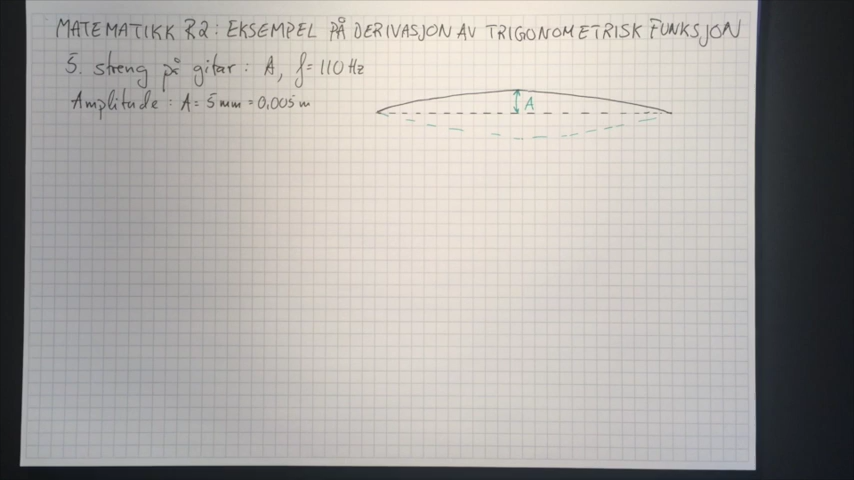 MATEMATIKK R2: EKSEMPEL PÅ DERIVASJON AV TRIGONOMETRISK FUNKSJON
5. streng på gitar: A, f = 110 Hz
Amplitude: A = 5 mm = 0,005 m
A